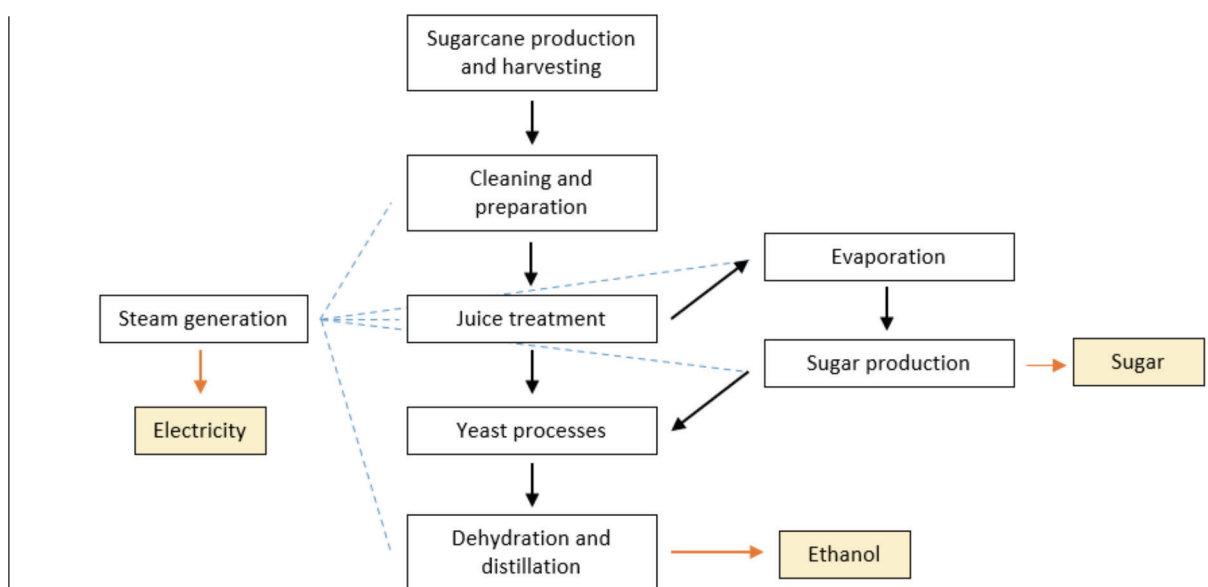 Sugarcane production
and harvesting
Cleaning and
preparation
Evaporation
Steam generation
Juice treatment
Sugar production
Sugar
Electricity
Yeast processes
Dehydration and
distillation
Ethanol